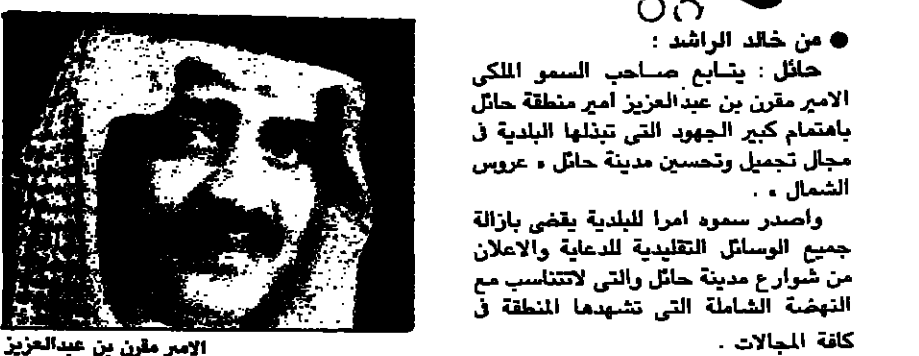 ● من خالد الراشد :
حائل : يتابع صاحب السمو الملكى
الامير مقرن بن عبدالعزيز امير منطقة حائل
باهتمام كبير الجهود التى تبذلها البلدية فى
مجال تجميل وتحسين مدينة حائل « عروس
الشمال » .
واصدر سموه امرا للبلدية يقضى بازالة
جميع الوسائل التقليدية للدعاية والاعلان
من شوارع مدينة حائل والتى لاتتناسب مع
النهضة الشاملة التى تشهدها المنطقة فى
كافة المجالات .
الامير مقرن بن عبدالعزيز